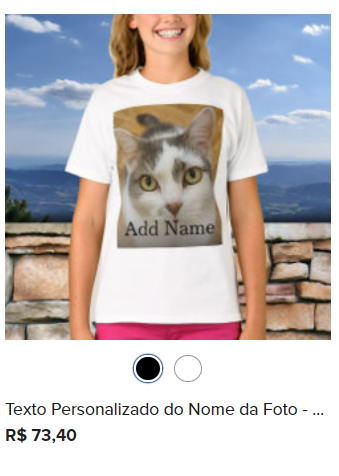 Add Name
Texto Personalizado do Nome da Foto - ...
R$ 73,40